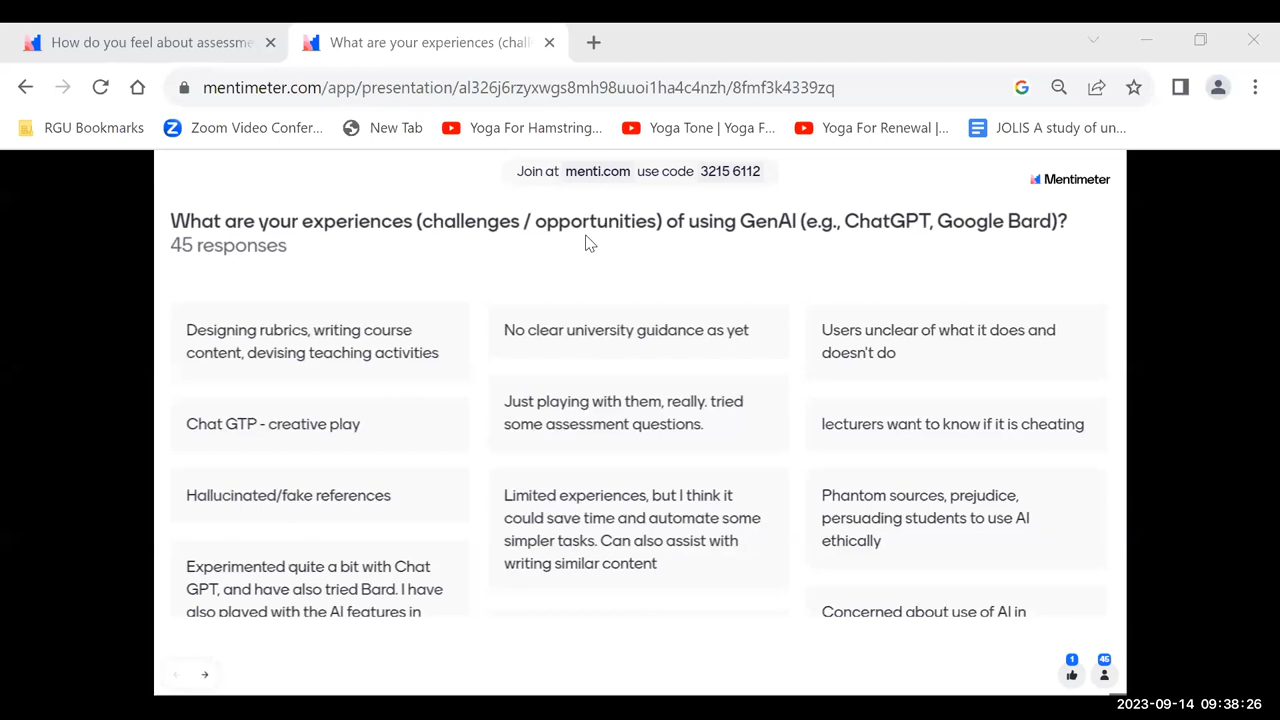 How do you feel about assessme
What are your experiences (chall
mentimeter.com/app/presentation/al326j6rzyxwgs8mh98uuoi1ha4c4nzh/8fmf3k4339zq
RGU Bookmarks
Zoom Video Confer...
New Tab
Yoga For Hamstring...
Yoga Tone | Yoga F...
Yoga For Renewal |...
JOLIS A study of un...
Join at menti.com use code 3215 6112
Mentimeter
What are your experiences (challenges / opportunities) of using GenAI (e.g., ChatGPT, Google Bard)?
45 responses
Designing rubrics, writing course
content, devising teaching activities
Chat GTP - creative play
Hallucinated/fake references
Experimented quite a bit with Chat
GPT, and have also tried Bard. I have
also played with the AI features in
No clear university guidance as yet
Just playing with them, really. tried
some assessment questions.
Limited experiences, but I think it
could save time and automate some
simpler tasks. Can also assist with
writing similar content
Users unclear of what it does and
doesn't do
lecturers want to know if it is cheating
Phantom sources, prejudice,
persuading students to use AI
ethically
Concerned about use of AI in
1
45
2023-09-14 09:38:26